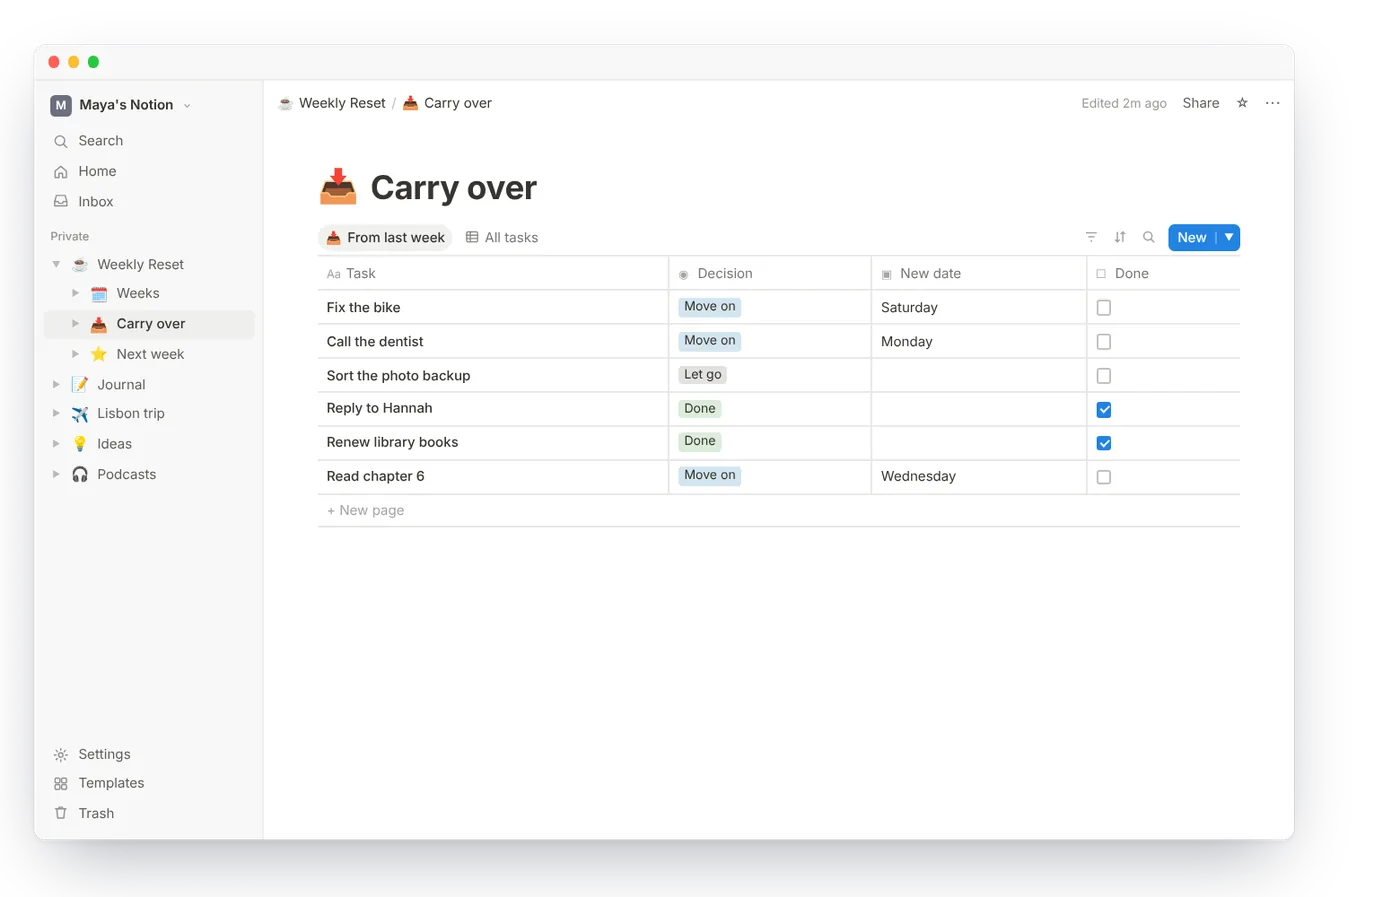 M Maya's Notion
Search
Home
Inbox
Private
Weekly Reset
Weeks
Carry over
Next week
Journal
Lisbon trip
Ideas
Podcasts
Settings
Templates
Trash
Weekly Reset / Carry over
Edited 2m ago Share
Carry over
From last week All tasks New
Aa Task Decision New date Done
Fix the bike Move on Saturday
Call the dentist Move on Monday
Sort the photo backup Let go
Reply to Hannah Done
Renew library books Done
Read chapter 6 Move on Wednesday
+ New page